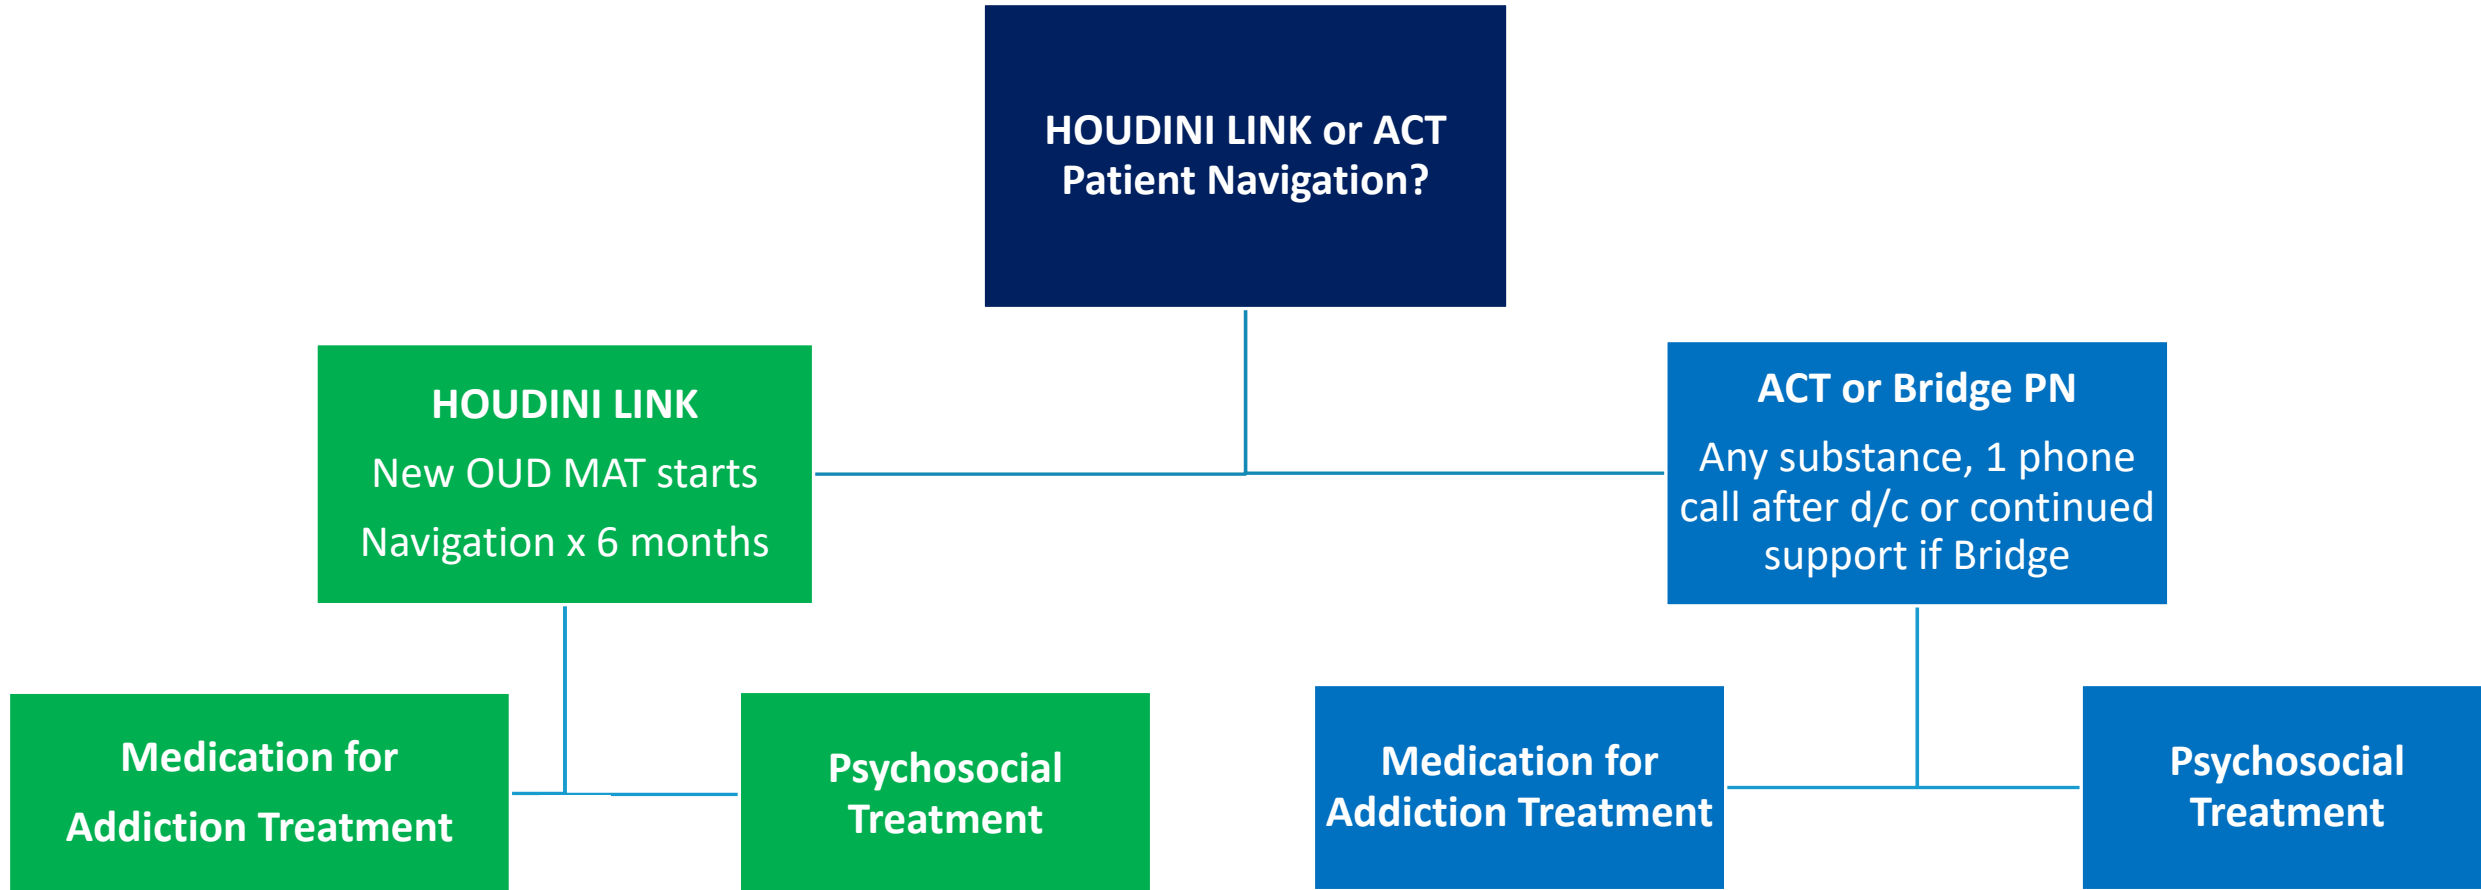 HOUDINI LINK or ACT
Patient Navigation?
HOUDINI LINK
New OUD MAT starts
Navigation x 6 months
ACT or Bridge PN
Any substance, 1 phone
call after d/c or continued
support if Bridge
Medication for
Addiction Treatment
Psychosocial
Treatment
Medication for
Addiction Treatment
Psychosocial
Treatment